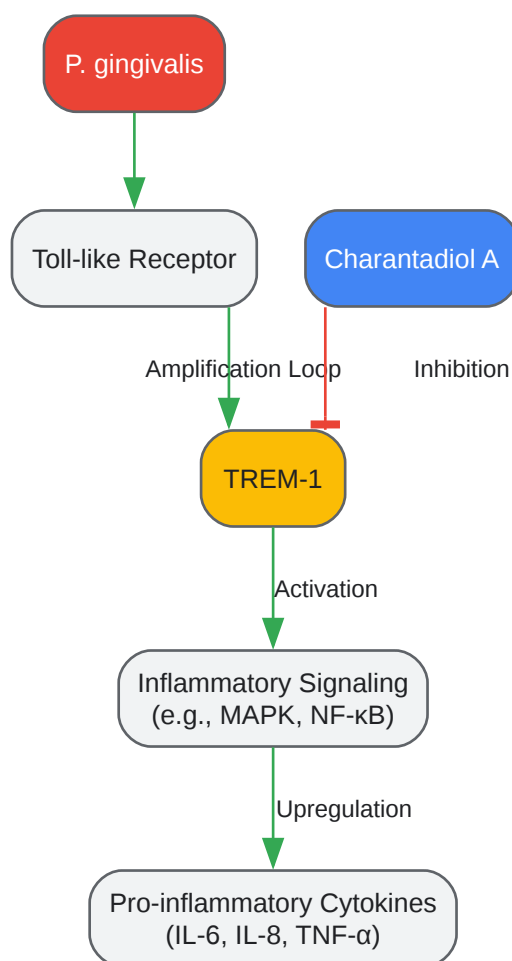 P. gingivalis
Toll-like Receptor
Charantadiol A
Amplification Loop
Inhibition
TREM-1
Activation
Inflammatory Signaling
(e.g., MAPK, NF-κB)
Upregulation
Pro-inflammatory Cytokines
(IL-6, IL-8, TNF-α)